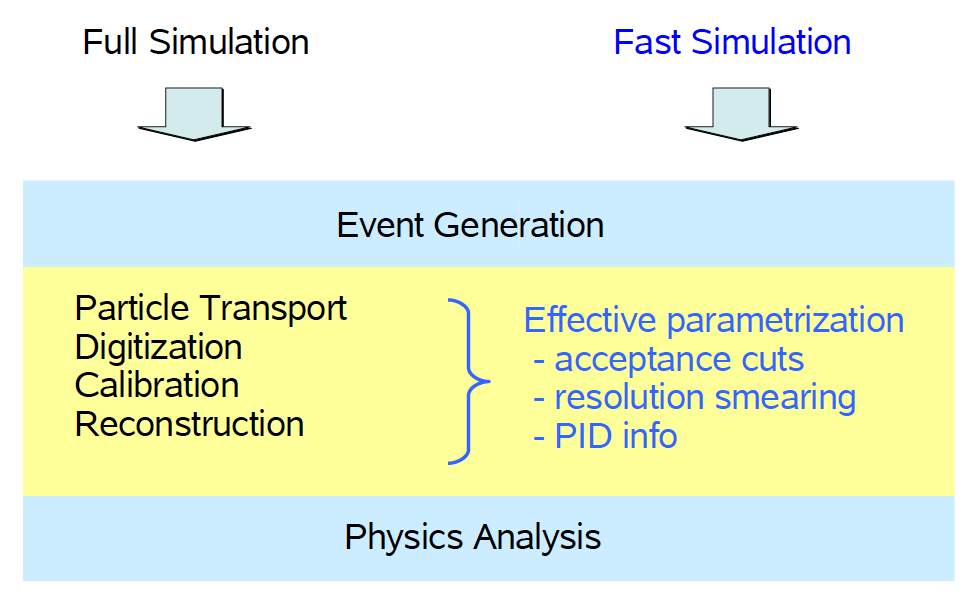 Full Simulation
Fast Simulation
Event Generation
Particle Transport
Digitization
Calibration
Reconstruction
Effective parametrization
- acceptance cuts
- resolution smearing
- PID info
Physics Analysis